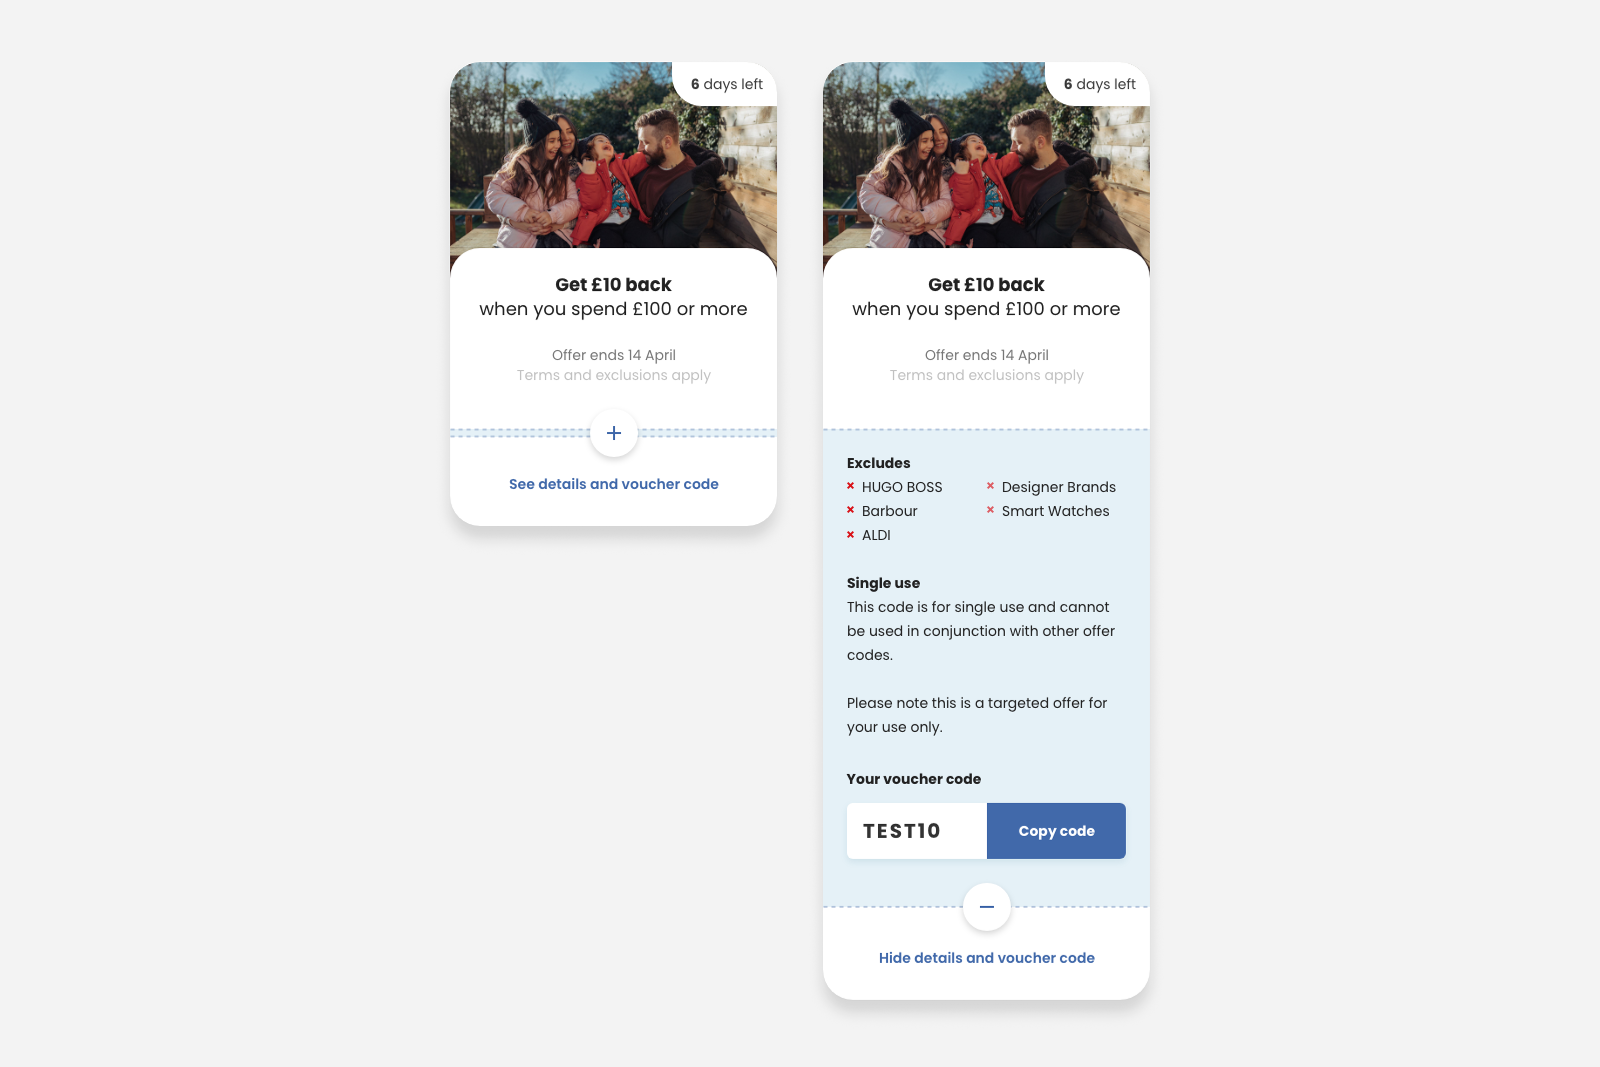 6 days left
Get £10 back
when you spend £100 or more
Offer ends 14 April
Terms and exclusions apply
See details and voucher code
6 days left
Get £10 back
when you spend £100 or more
Offer ends 14 April
Terms and exclusions apply
Excludes
HUGO BOSS
Barbour
ALDI
Designer Brands
Smart Watches
Single use
This code is for single use and cannot
be used in conjunction with other offer
codes.
Please note this is a targeted offer for
your use only.
Your voucher code
TEST10
Copy code
Hide details and voucher code